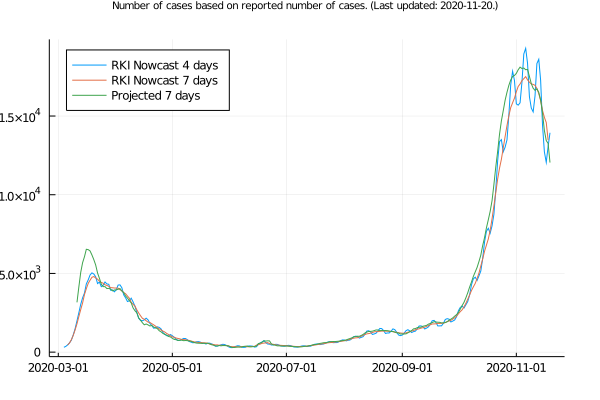 Number of cases based on reported number of cases. (Last updated: 2020-11-20.)
RKI Nowcast 4 days
RKI Nowcast 7 days
Projected 7 days
1.5×10⁴
1.0×10⁴
5.0×10³
0
2020-03-01 2020-05-01 2020-07-01 2020-09-01 2020-11-01